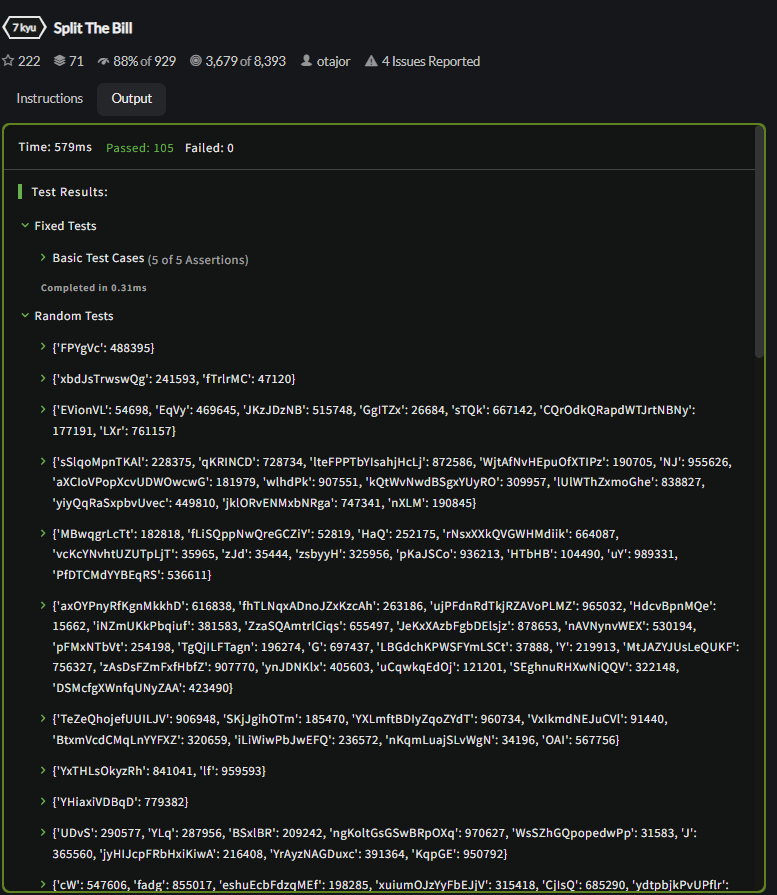 7 kyu Split The Bill
222 71 88% of 929 3,679 of 8,393 otajor 4 Issues Reported
Instructions Output
Time: 579ms Passed: 105 Failed: 0
Test Results:
Fixed Tests
Basic Test Cases (5 of 5 Assertions)
Completed in 0.31ms
Random Tests
{'FPYgVc': 488395}
{'xbdJsTrwswQg': 241593, 'fTrlrMC': 47120}
{'EVionVL': 54698, 'EqVy': 469645, 'JKzJDzNB': 515748, 'GgITZx': 26684, 'sTQk': 667142, 'CQrOdkQRapdWTJrtNBNy':
177191, 'LXr': 761157}
{'sSlqoMpnTKAl': 228375, 'qKRINCD': 728734, 'lteFPPTbYIsahjHcLj': 872586, 'WjtAfNvHEpuOfXTIPz': 190705, 'NJ': 955626,
'aXCIoVPopXcvUDWOwcwG': 181979, 'wlhdPk': 907551, 'kQtWvNwdBSgxYUyRO': 309957, 'lUlWThZxmoGhe': 838827,
'yiyQqRaSxpbvUvec': 449810, 'jklORvENMxbNRga': 747341, 'nXLM': 190845}
{'MBwqgrLcTt': 182818, 'fLiSQppNwQreGCZiY': 52819, 'HaQ': 252175, 'rNsxXXkQVGWHMdiik': 664087,
'vcKcYNvhtUZUTpLjT': 35965, 'zJd': 35444, 'zsbyyH': 325956, 'pKaJSCo': 936213, 'HTbHB': 104490, 'uY': 989331,
'PfDTCMdYYBEqRS': 536611}
{'axOYPnyRfKgnMkkhD': 616838, 'fhTLNqxADnoJZxKzcAh': 263186, 'ujPFdnRdTkjRZAVoPLMZ': 965032, 'HdcvBpnMQe':
15662, 'iNZmUKkPbqiuf': 381583, 'ZzaSQAmtrlCiqs': 655497, 'JeKxXAzbFgbDElsjz': 878653, 'nAVNynvWEX': 530194,
'pFMxNTbVt': 254198, 'TgQjILFTagn': 196274, 'G': 697437, 'LBGdchKPWSFYmLSCt': 37888, 'Y': 219913, 'MtJAZYJUsLeQUKF':
756327, 'zAsDsFZmFxfHbfZ': 907770, 'ynJDNKlx': 405603, 'uCqwkqEdOj': 121201, 'SEghnuRHXwNiQQV': 322148,
'DSMcfgXWnfqUNyZAA': 423490}
{'TeZeQhojefUUILJV': 906948, 'SKjJgihOTm': 185470, 'YXLmftBDIyZqoZYdT': 960734, 'VxIkmdNEJuCVl': 91440,
'BtxmVcdCMqLnYYFXZ': 320659, 'iLiWiwPbJwEFQ': 236572, 'nKqmLuajSLvWgN': 34196, 'OAI': 567756}
{'YxTHLsOkyzRh': 841041, 'lf': 959593}
{'YHiaxiVDBqD': 779382}
{'UDvS': 290577, 'YLq': 287956, 'BSxlBR': 209242, 'ngKoltGsGSwBRpOXq': 970627, 'WsSZhGQpopedwPp': 31583, 'J':
365560, 'jyHIJcpFRbHxiKiwA': 216408, 'YrAyzNAGDuxc': 391364, 'KqpGE': 950792}
{'cW': 547606, 'fadg': 855017, 'eshuEcbFdzqMEf': 198285, 'xuiumOJzYyFbEJjV': 315418, 'CjIsQ': 685290, 'ydtpbjkPvUPflr':